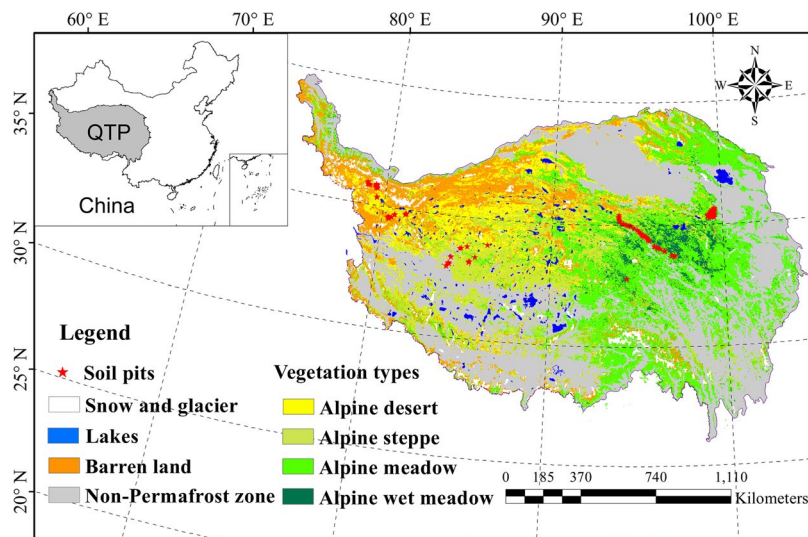 60° E 70° E 80° E 90° E 100° E
35° N
30° N
25° N
20° N
QTP
China
N
W E
S
Legend
Soil pits
Snow and glacier
Lakes
Barren land
Non-Permafrost zone
Vegetation types
Alpine desert
Alpine steppe
Alpine meadow
Alpine wet meadow
0 185 370 740 1,110
Kilometers